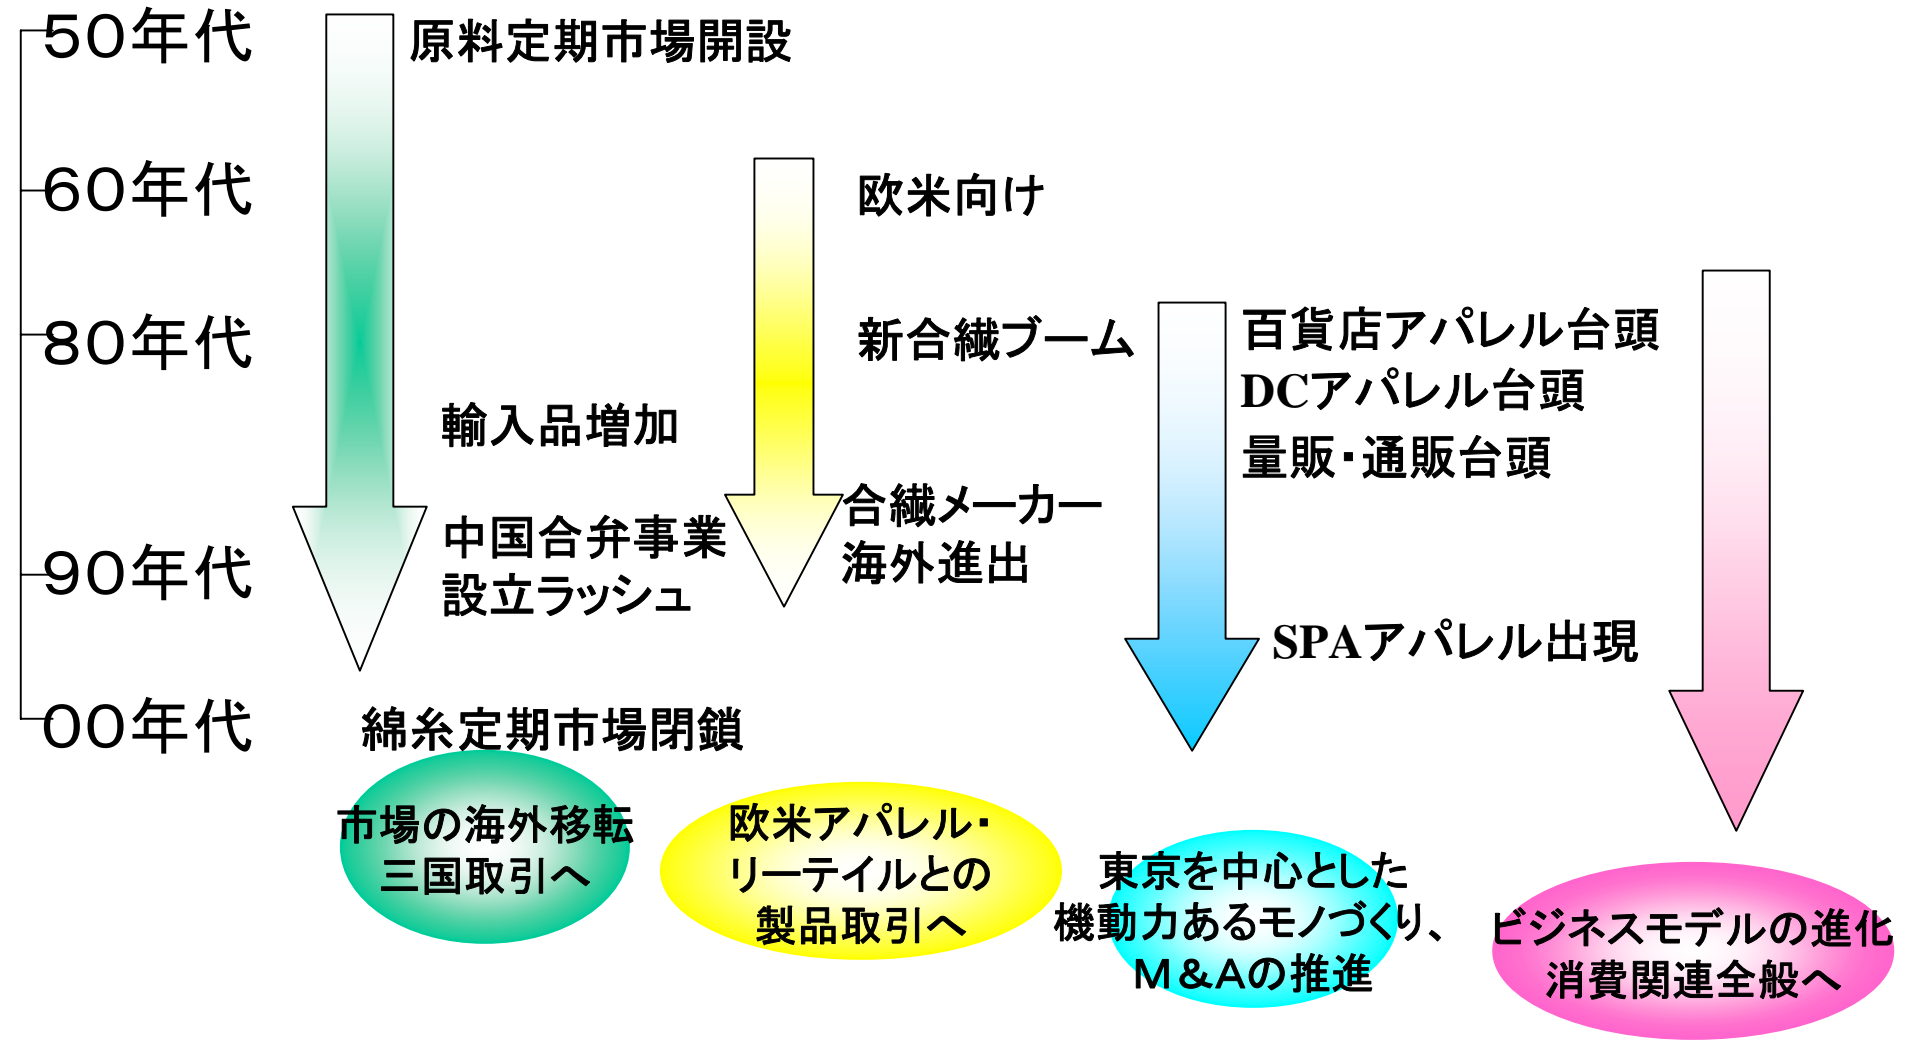 50年代
60年代
80年代
90年代
00年代
原料定期市場開設
輸入品増加
中国合弁事業
設立ラッシュ
綿糸定期市場閉鎖
市場の海外移転
三国取引へ
欧米向け
新合繊ブーム
合繊メーカー
海外進出
欧米アパレル・
リーテイルとの
製品取引へ
百貨店アパレル台頭
DCアパレル台頭
量販・通販台頭
SPAアパレル出現
東京を中心とした
機動力あるモノづくり、
M&Aの推進
ビジネスモデルの進化
消費関連全般へ